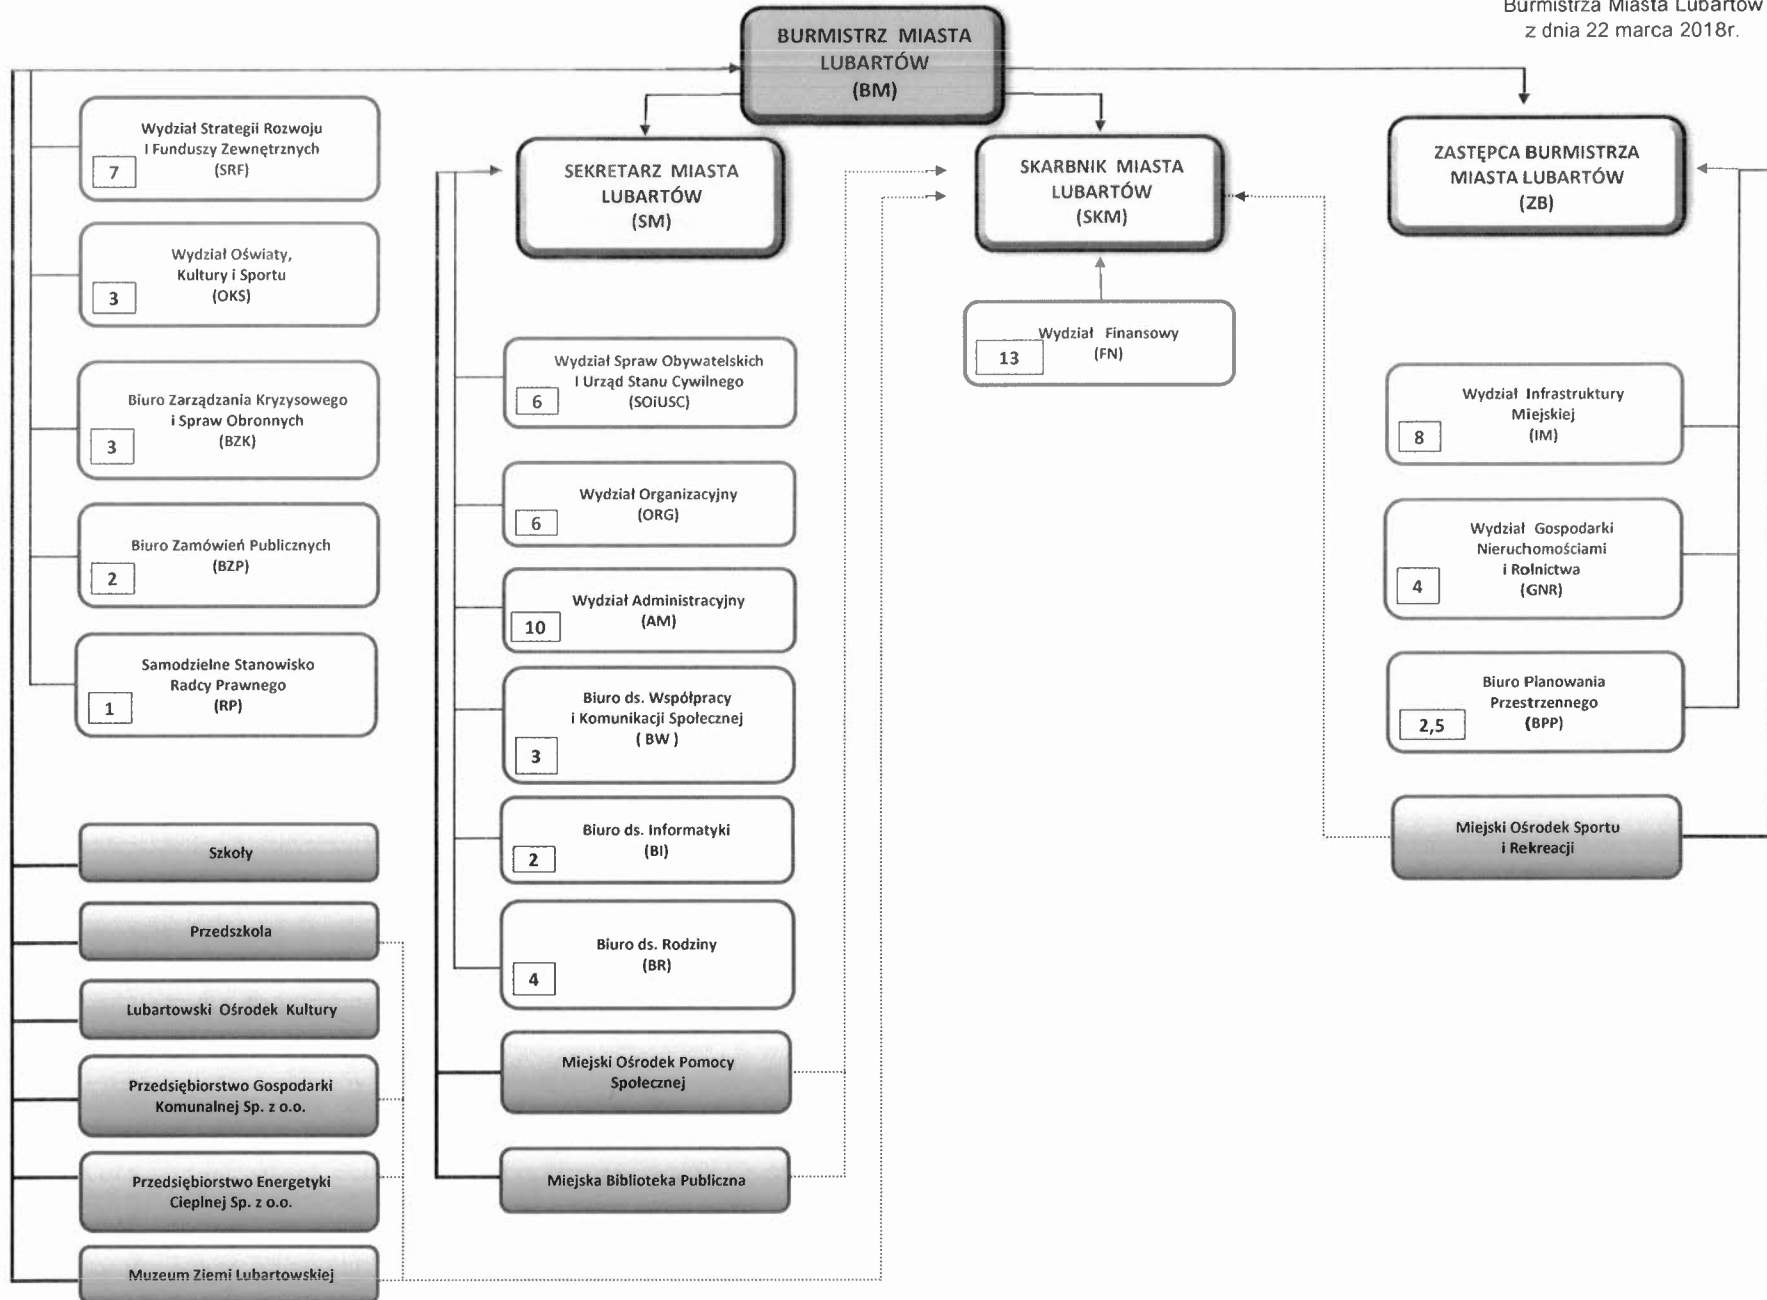 Burmistrza Miasta Lubartów
z dnia 22 marca 2018r.
BURMISTRZ MIASTA
LUBARTÓW
(BM)
Wydział Strategii Rozwoju
I Funduszy Zewnętrznych
(SRF)
7
Wydział Oświaty,
Kultury i Sportu
(OKS)
3
Biuro Zarządzania Kryzysowego
i Spraw Obronnych
(BZK)
3
Biuro Zamówień Publicznych
(BZP)
2
Samodzielne Stanowisko
Radcy Prawnego
(RP)
1
Szkoły
Przedszkola
Lubartowski Ośrodek Kultury
Przedsiębiorstwo Gospodarki
Komunalnej Sp. z o.o.
Przedsiębiorstwo Energetyki
Cieplnej Sp. z o.o.
Muzeum Ziemi Lubartowskiej
SEKRETARZ MIASTA
LUBARTÓW
(SM)
Wydział Spraw Obywatelskich
I Urząd Stanu Cywilnego
(SOiUSC)
6
Wydział Organizacyjny
(ORG)
6
Wydział Administracyjny
(AM)
10
Biuro ds. Współpracy
i Komunikacji Społecznej
( BW )
3
Biuro ds. Informatyki
(BI)
2
Biuro ds. Rodziny
(BR)
4
Miejski Ośrodek Pomocy
Społecznej
Miejska Biblioteka Publiczna
SKARBNIK MIASTA
LUBARTÓW
(SKM)
Wydział Finansowy
(FN)
13
ZASTĘPCA BURMISTRZA
MIASTA LUBARTÓW
(ZB)
Wydział Infrastruktury
Miejskiej
(IM)
8
Wydział Gospodarki
Nieruchomościami
i Rolnictwa
(GNR)
4
Biuro Planowania
Przestrzennego
(BPP)
2,5
Miejski Ośrodek Sportu
i Rekreacji